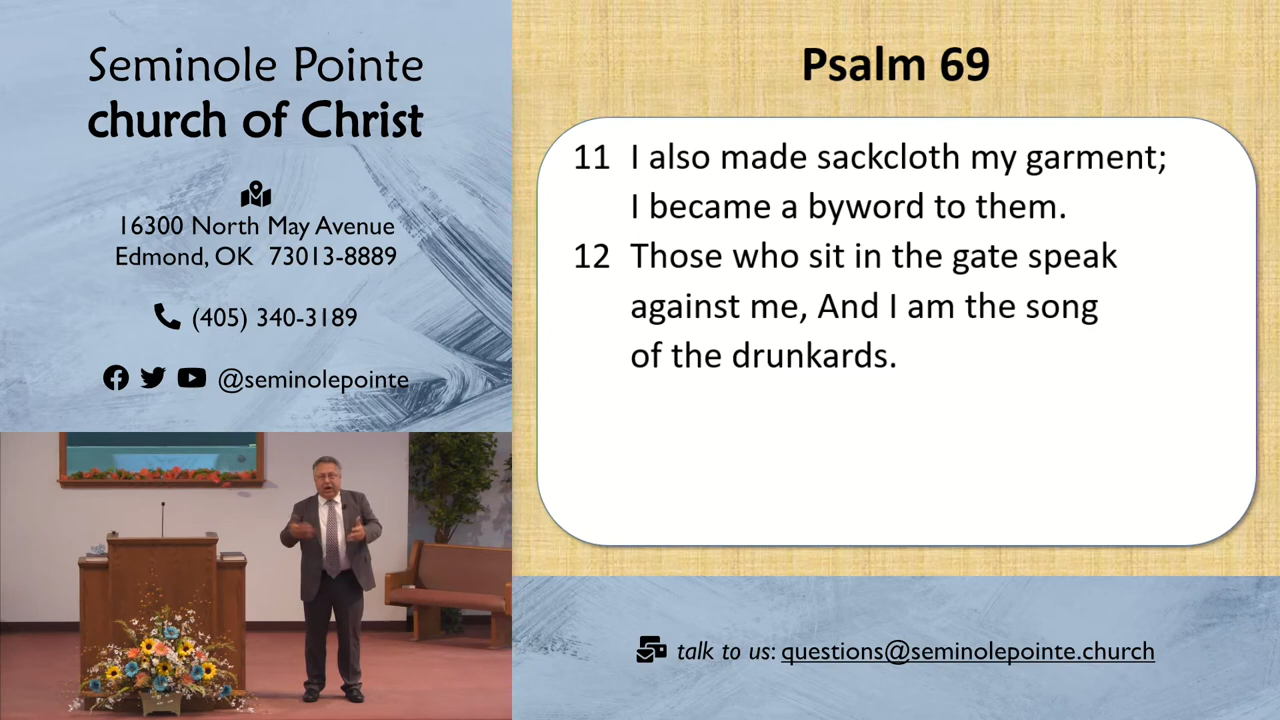 Seminole Pointe
church of Christ
16300 North May Avenue
Edmond, OK 73013-8889
(405) 340-3189
@seminolepointe
Psalm 69
11 I also made sackcloth my garment;
I became a byword to them.
12 Those who sit in the gate speak
against me, And I am the song
of the drunkards.
talk to us: questions@seminolepointe.church